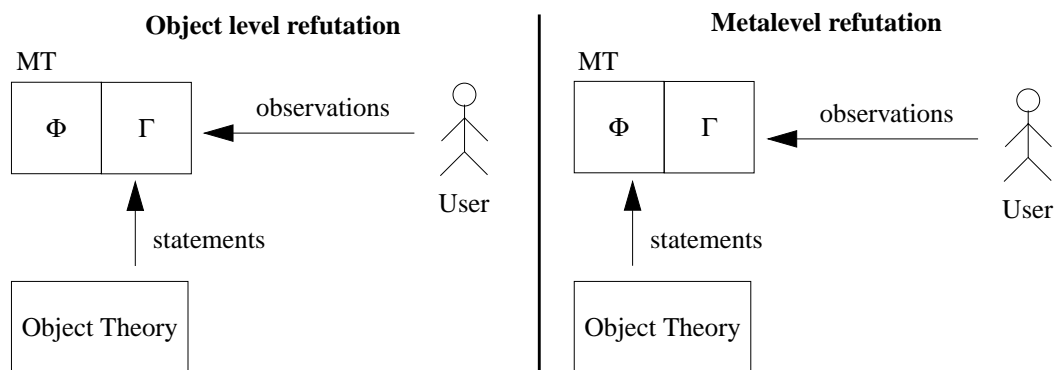 Object level refutation
MT
Φ Γ
observations
User
statements
Object Theory
Metalevel refutation
MT
Φ Γ
observations
User
statements
Object Theory